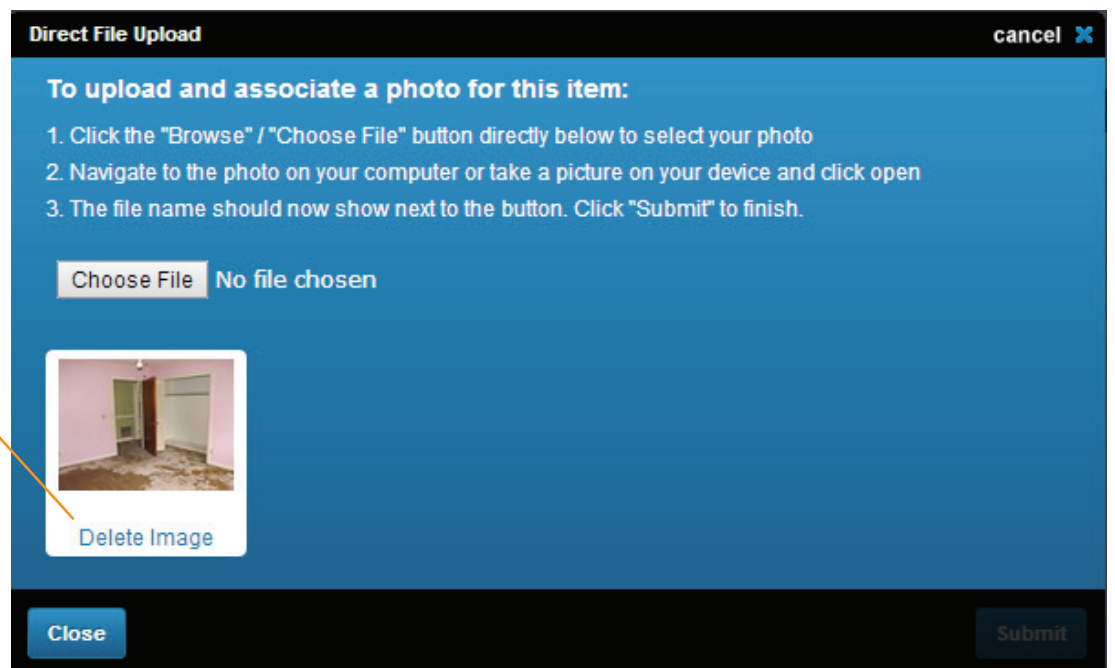 Direct File Upload cancel ✖
To upload and associate a photo for this item:
1. Click the "Browse" / "Choose File" button directly below to select your photo
2. Navigate to the photo on your computer or take a picture on your device and click open
3. The file name should now show next to the button. Click "Submit" to finish.
Choose File No file chosen
Delete Image
Close Submit